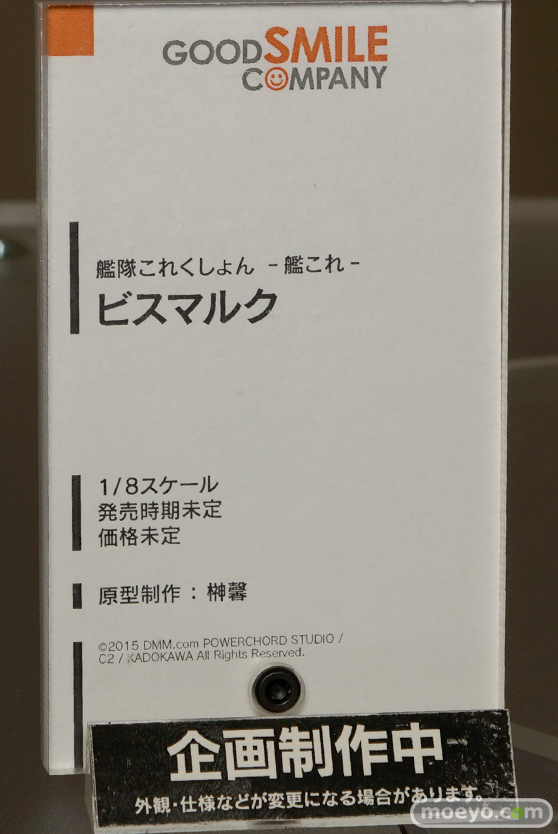 GOODSMILE
COMPANY
艦隊これくしょん -艦これ-
ビスマルク
1/8スケール
発売時期未定
価格未定
原型制作：榊馨
©2015 DMM.com POWERCHORD STUDIO /
C2 / KADOKAWA All Rights Reserved.
企画制作中
外観・仕様などが変更になる場合があります。
moeyo.com